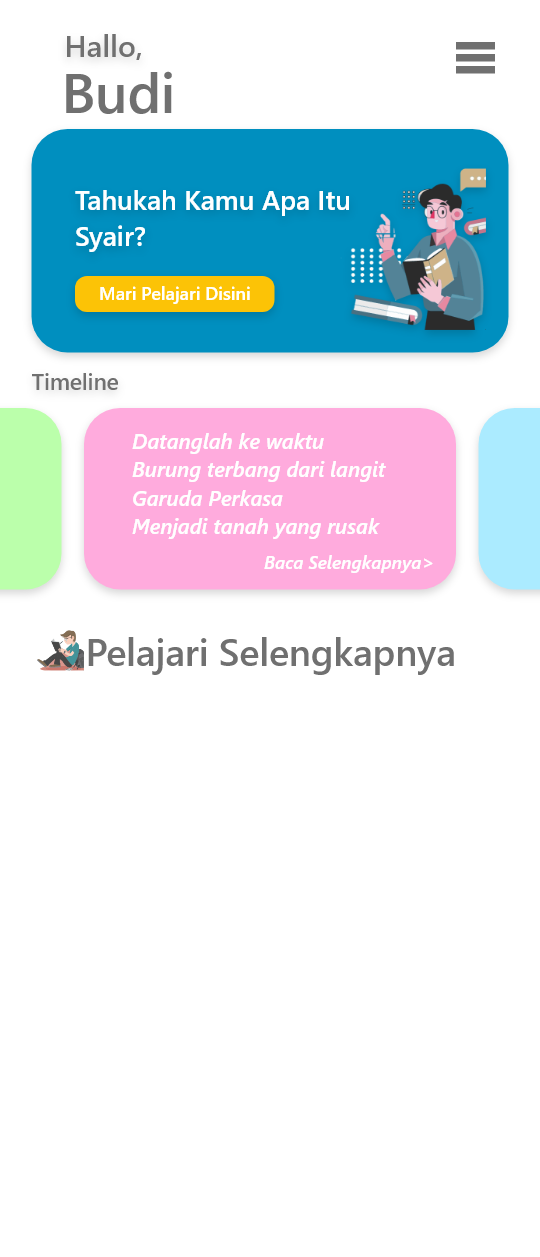 Hallo,
Budi
Tahukah Kamu Apa Itu
Syair?
Mari Pelajari Disini
Timeline
Datanglah ke waktu
Burung terbang dari langit
Garuda Perkasa
Menjadi tanah yang rusak
Baca Selengkapnya>
Pelajari Selengkapnya